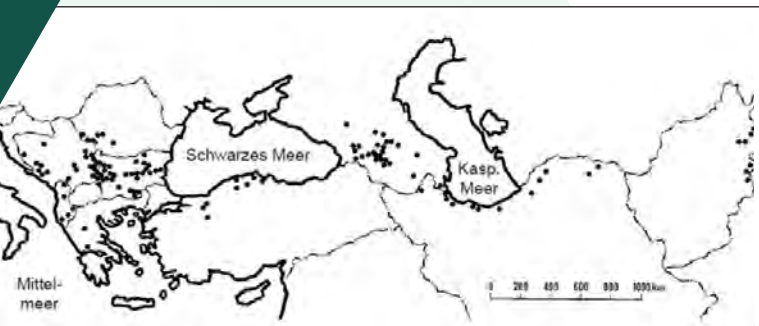 Schwarzes Meer
Kasp.
Meer
Mittel-
meer
0 200 400 600 800 1000 km